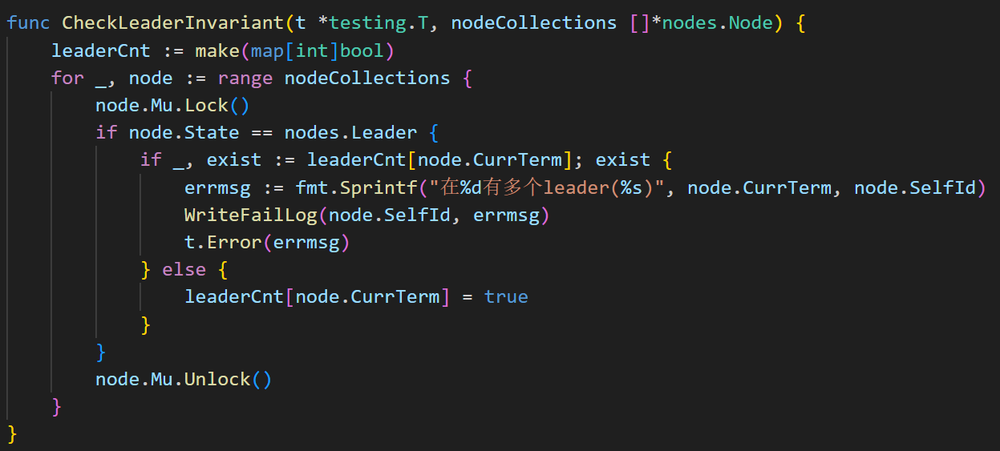 func CheckLeaderInvariant(t *testing.T, nodeCollections []*nodes.Node) {
    leaderCnt := make(map[int]bool)
    for _, node := range nodeCollections {
        node.Mu.Lock()
        if node.State == nodes.Leader {
            if _, exist := leaderCnt[node.CurrTerm]; exist {
                errmsg := fmt.Sprintf("在%d有多个leader(%s)", node.CurrTerm, node.SelfId)
                WriteFailLog(node.SelfId, errmsg)
                t.Error(errmsg)
            } else {
                leaderCnt[node.CurrTerm] = true
            }
        }
        node.Mu.Unlock()
    }
}